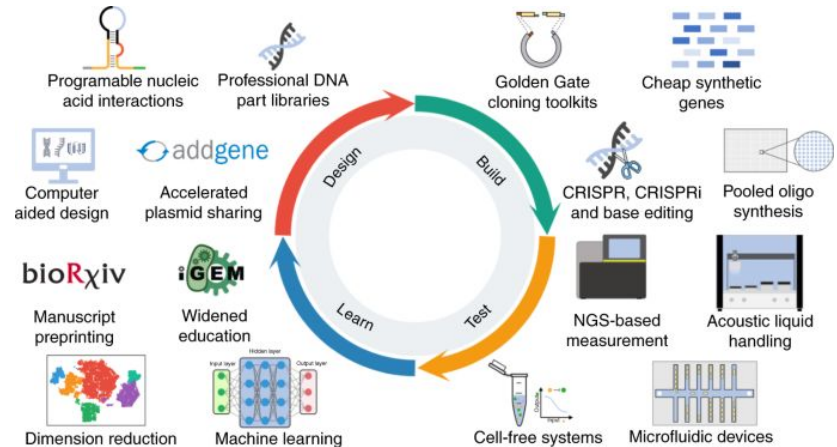 Programable nucleic
acid interactions
Professional DNA
part libraries
Golden Gate
cloning toolkits
Cheap synthetic
genes
Computer
aided design
addgene
Accelerated
plasmid sharing
Design
Build
CRISPR, CRISPRi
and base editing
Pooled oligo
synthesis
bioRχiv
Manuscript
preprinting
iGEM
Widened
education
Learn
Test
NGS-based
measurement
Acoustic liquid
handling
Dimension reduction
Input layer
Hidden layer
Output layer
Machine learning
Cell-free systems
Output
Input
Microfluidic devices